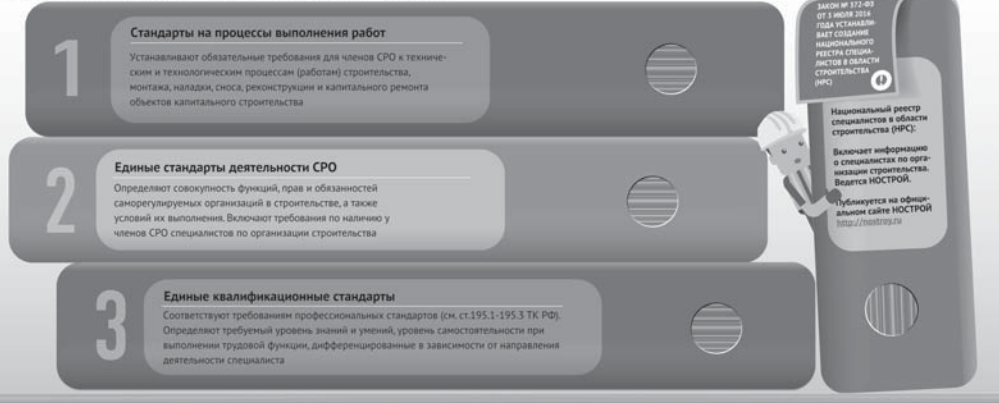 1
Стандарты на процессы выполнения работ
Устанавливают обязательные требования для членов СРО к техниче-
ским и технологическим процессам (работам) строительства,
монтажа, наладки, сноса, реконструкции и капитального ремонта
объектов капитального строительства
2
Единые стандарты деятельности СРО
Определяют совокупность функций, прав и обязанностей
саморегулируемых организаций в строительстве, а также
условий их выполнения. Включают требования по наличию у
членов СРО специалистов по организации строительства
3
Единые квалификационные стандарты
Соответствуют требованиям профессиональных стандартов (см. ст.195.1-195.3 ТК РФ).
Определяют требуемый уровень знаний и умений, уровень самостоятельности при
выполнении трудовой функции, дифференцированные в зависимости от направления
деятельности специалиста
ЗАКОН № 372-ФЗ
ОТ 3 ИЮЛЯ 2016
ГОДА УСТАНАВЛИ-
ВАЕТ СОЗДАНИЕ
НАЦИОНАЛЬНОГО
РЕЕСТРА СПЕЦИА-
ЛИСТОВ В ОБЛАСТИ
СТРОИТЕЛЬСТВА
(НРС)
Национальный реестр
специалистов в области
строительства (НРС):
Включает информацию
о специалистах по орга-
низации строительства.
Ведется НОСТРОЙ.
Публикуется на офици-
альном сайте НОСТРОЙ
http://nostroy.ru